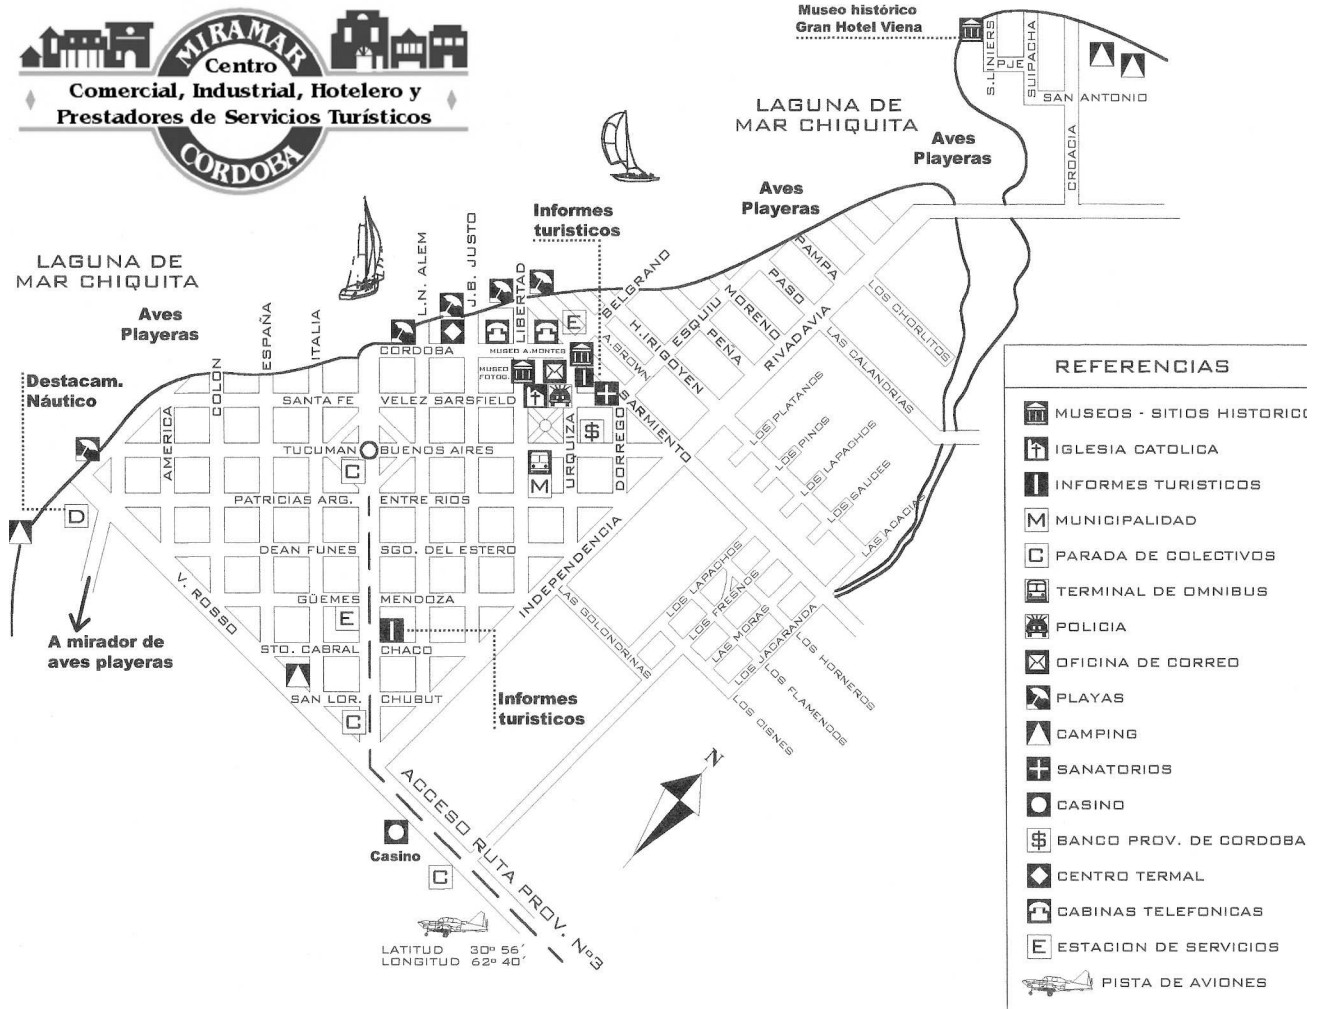 MIRAMAR
Centro
Comercial, Industrial, Hotelero y
Prestadores de Servicios Turísticos
CORDOBA
Museo histórico
Gran Hotel Viena
S.LINIERS
PJE
SUIPACHA
SAN ANTONIO
CROACIA
LAGUNA DE
MAR CHIQUITA
Aves
Playeras
Aves
Playeras
Informes
turisticos
LAGUNA DE
MAR CHIQUITA
Aves
Playeras
Destacam.
Náutico
AMERICA
COLON
ESPAÑA
ITALIA
L.N. ALEM
J.B. JUSTO
LIBERTAD
BELGRANO
A.BROWN
H.IRIGOYEN
ESQUIU
PEÑA
MORENO
PASO
PAMPA
RIVADAVIA
LOS CHORLITOS
LAS CALANDRIAS
CORDOBA
MUSEO A.MONTES
MUSEO
FOTOG.
E
SANTA FE
VELEZ SARSFIELD
SARMIENTO
URQUIZA
DORREGO
$
TUCUMAN
BUENOS AIRES
C
M
PATRICIAS ARG.
ENTRE RIOS
D
DEAN FUNES
SGO. DEL ESTERO
INDEPENDENCIA
LOS PLATANOS
LOS PINOS
LOS LAPACHOS
LOS SAUCES
LAS ACACIAS
V. ROSSO
GÜEMES
MENDOZA
E
STO. CABRAL
CHACO
LAS GOLONDRINAS
LOS LAPACHOS
LOS FRESNOS
LAS MORAS
LOS JACARANDA
LOS HORNEROS
LOS FLAMENCOS
LOS CISNES
A mirador de
aves playeras
SAN LOR.
CHUBUT
C
Informes
turisticos
N
ACCESO RUTA PROV. Nº3
Casino
C
LATITUD 30º 56´
LONGITUD 62º 40´
REFERENCIAS
MUSEOS - SITIOS HISTORICO
IGLESIA CATOLICA
INFORMES TURISTICOS
M MUNICIPALIDAD
C PARADA DE COLECTIVOS
TERMINAL DE OMNIBUS
POLICIA
OFICINA DE CORREO
PLAYAS
CAMPING
SANATORIOS
CASINO
$ BANCO PROV. DE CORDOBA
CENTRO TERMAL
CABINAS TELEFONICAS
E ESTACION DE SERVICIOS
PISTA DE AVIONES